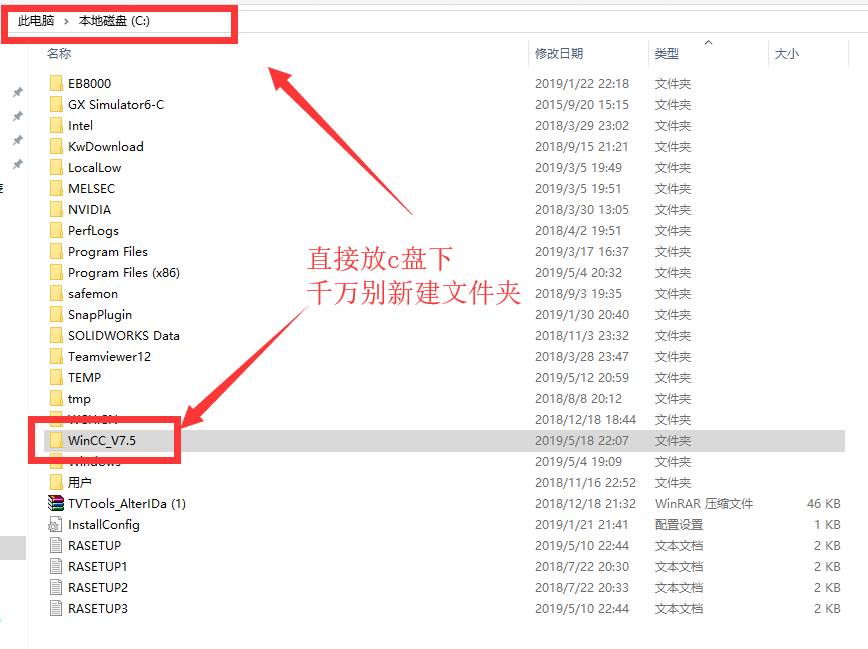 此电脑 › 本地磁盘 (C:)
名称 修改日期 类型 大小
EB8000 2019/1/22 22:18 文件夹
GX Simulator6-C 2015/9/20 15:15 文件夹
Intel 2018/3/29 23:02 文件夹
KwDownload 2018/9/15 21:21 文件夹
LocalLow 2019/3/5 19:49 文件夹
MELSEC 2019/3/5 19:51 文件夹
NVIDIA 2018/3/30 13:05 文件夹
PerfLogs 2018/4/2 19:51 文件夹
Program Files 2019/3/17 16:37 文件夹
Program Files (x86) 2019/5/4 20:32 文件夹
safemon 2018/9/3 19:35 文件夹
SnapPlugin 2019/1/30 20:40 文件夹
SOLIDWORKS Data 2018/11/3 23:32 文件夹
Teamviewer12 2018/3/28 23:47 文件夹
TEMP 2019/5/12 20:59 文件夹
tmp 2018/8/8 20:12 文件夹
2018/12/18 18:44 文件夹
WinCC_V7.5 2019/5/18 22:07 文件夹
Windows 2019/5/4 19:09 文件夹
用户 2018/11/16 22:52 文件夹
TVTools_AlterIDa (1) 2018/12/18 21:32 WinRAR 压缩文件 46 KB
InstallConfig 2019/1/21 21:41 配置设置 1 KB
RASETUP 2019/5/10 22:44 文本文档 2 KB
RASETUP1 2018/7/22 20:30 文本文档 2 KB
RASETUP2 2018/7/22 20:33 文本文档 2 KB
RASETUP3 2019/5/10 22:44 文本文档 2 KB
直接放c盘下
千万别新建文件夹